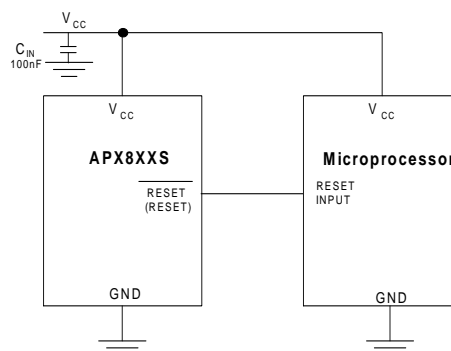 VCC
CIN
100nF
VCC
APX8XXS
RESET
(RESET)
GND
VCC
Microprocessor
RESET
INPUT
GND